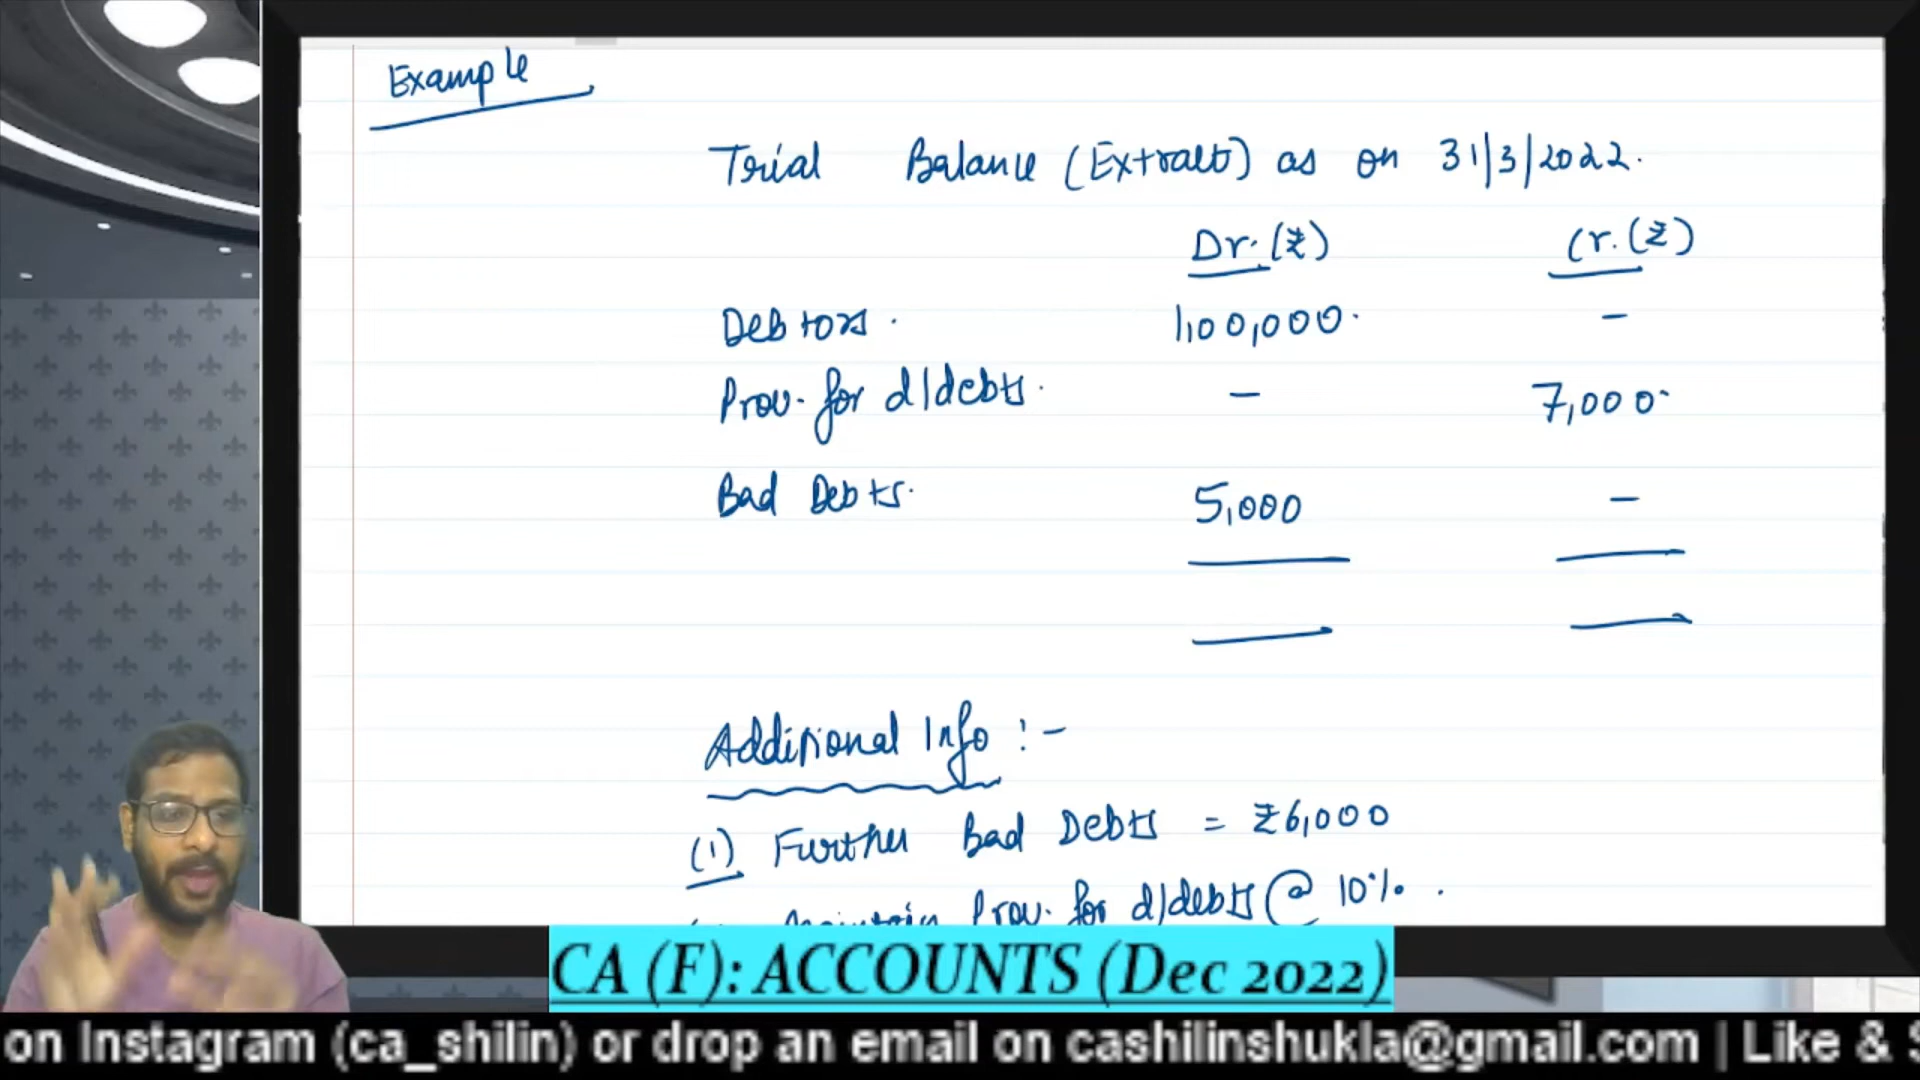 Example
Trial Balance (Extract) as on 31/3/2022.
Dr. (₹) Cr. (₹)
Debtors. 1,00,000. -
Prov. for d/debts. - 7,000.
Bad Debts. 5,000 -
Additional Info :-
(1) Further Bad Debts = ₹6,000
Maintain Prov. for d/debts @ 10%.
CA (F): ACCOUNTS (Dec 2022)
on Instagram (ca_shilin) or drop an email on cashilinshukla@gmail.com | Like & S